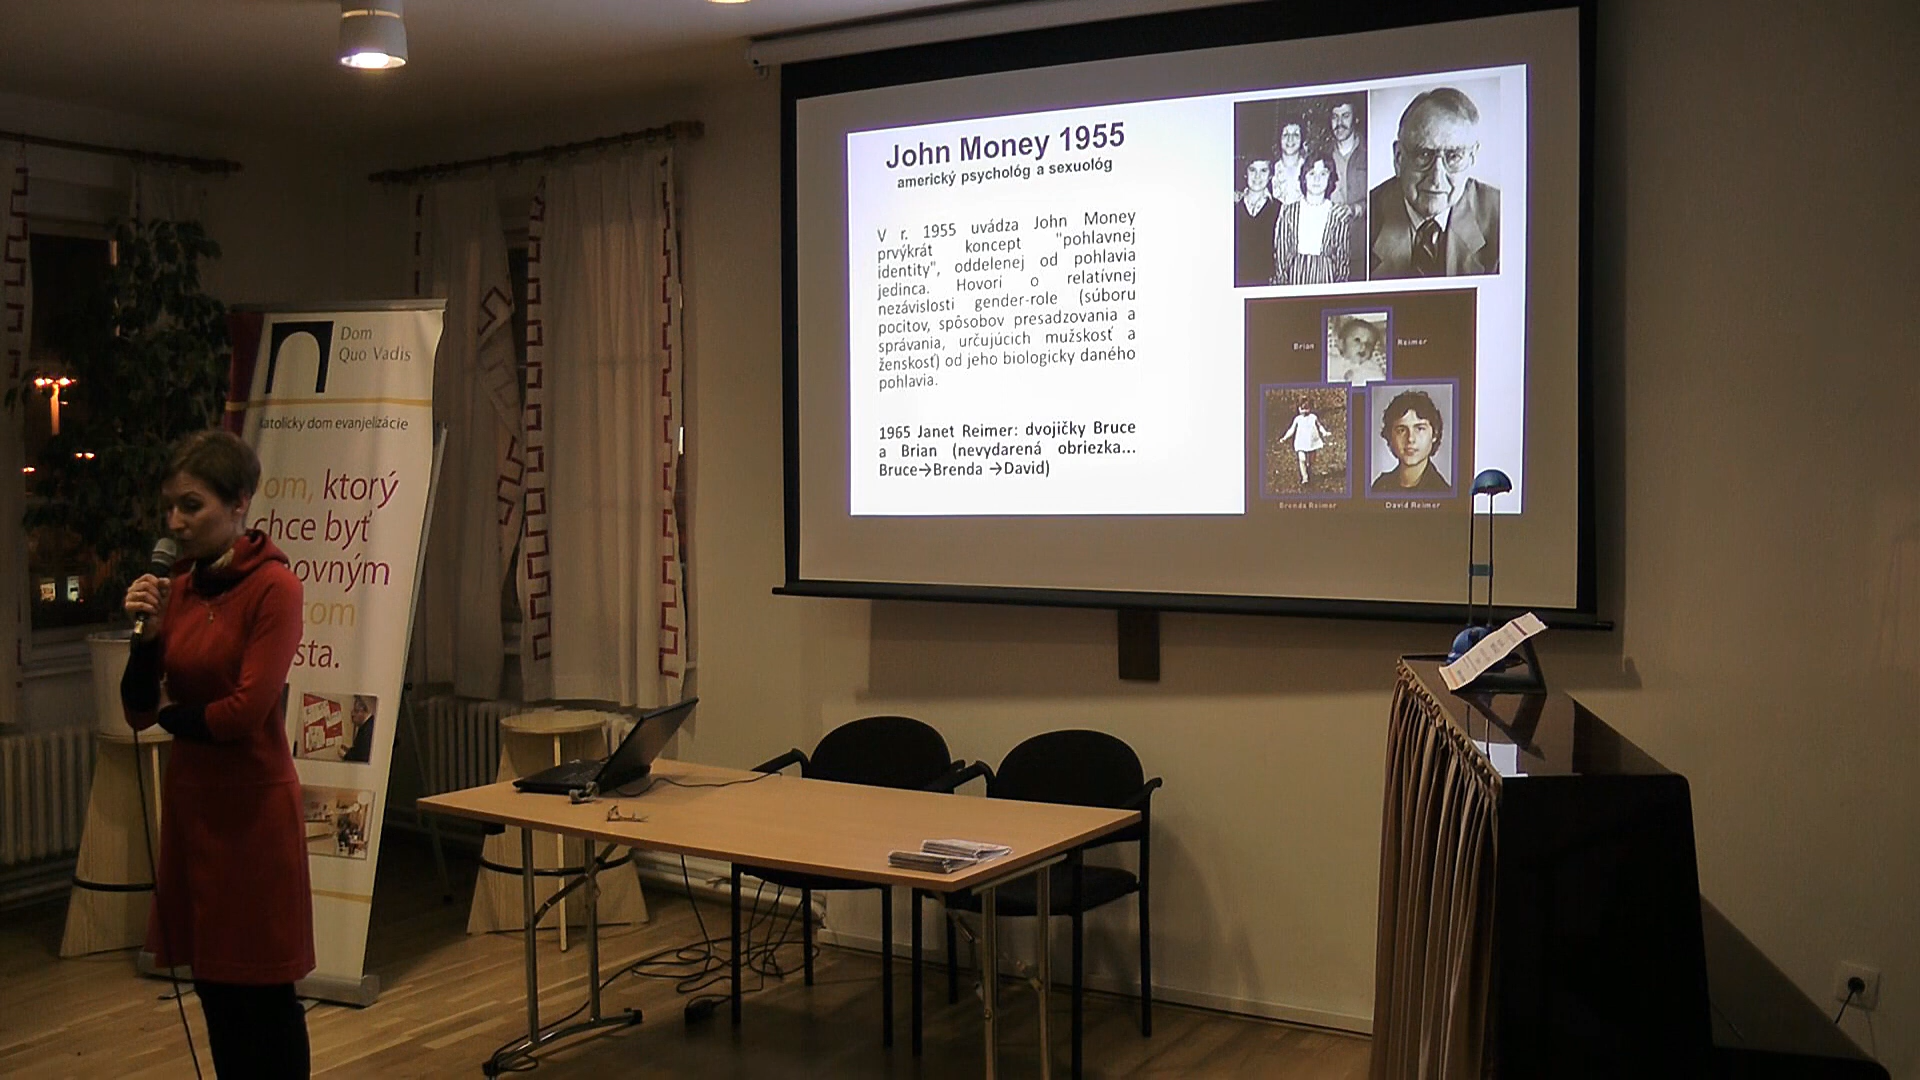 John Money 1955
americký psychológ a sexuológ
V r. 1955 uvádza John Money
prvýkrát koncept "pohlavnej
identity", oddelenej od pohlavia
jedinca. Hovori o relatívnej
nezávislosti gender-role (súboru
pocitov, spôsobov presadzovania a
správania, určujúcich mužskosť a
ženskosť) od jeho biologicky daného
pohlavia.
1965 Janet Reimer: dvojičky Bruce
a Brian (nevydarená obriezka...
Bruce→Brenda →David)
Brian Reimer
Brenda Reimer David Reimer
Dom
Quo Vadis
katolícky dom evanjelizácie
om, ktorý
chce byť
ovným
tom
sta.